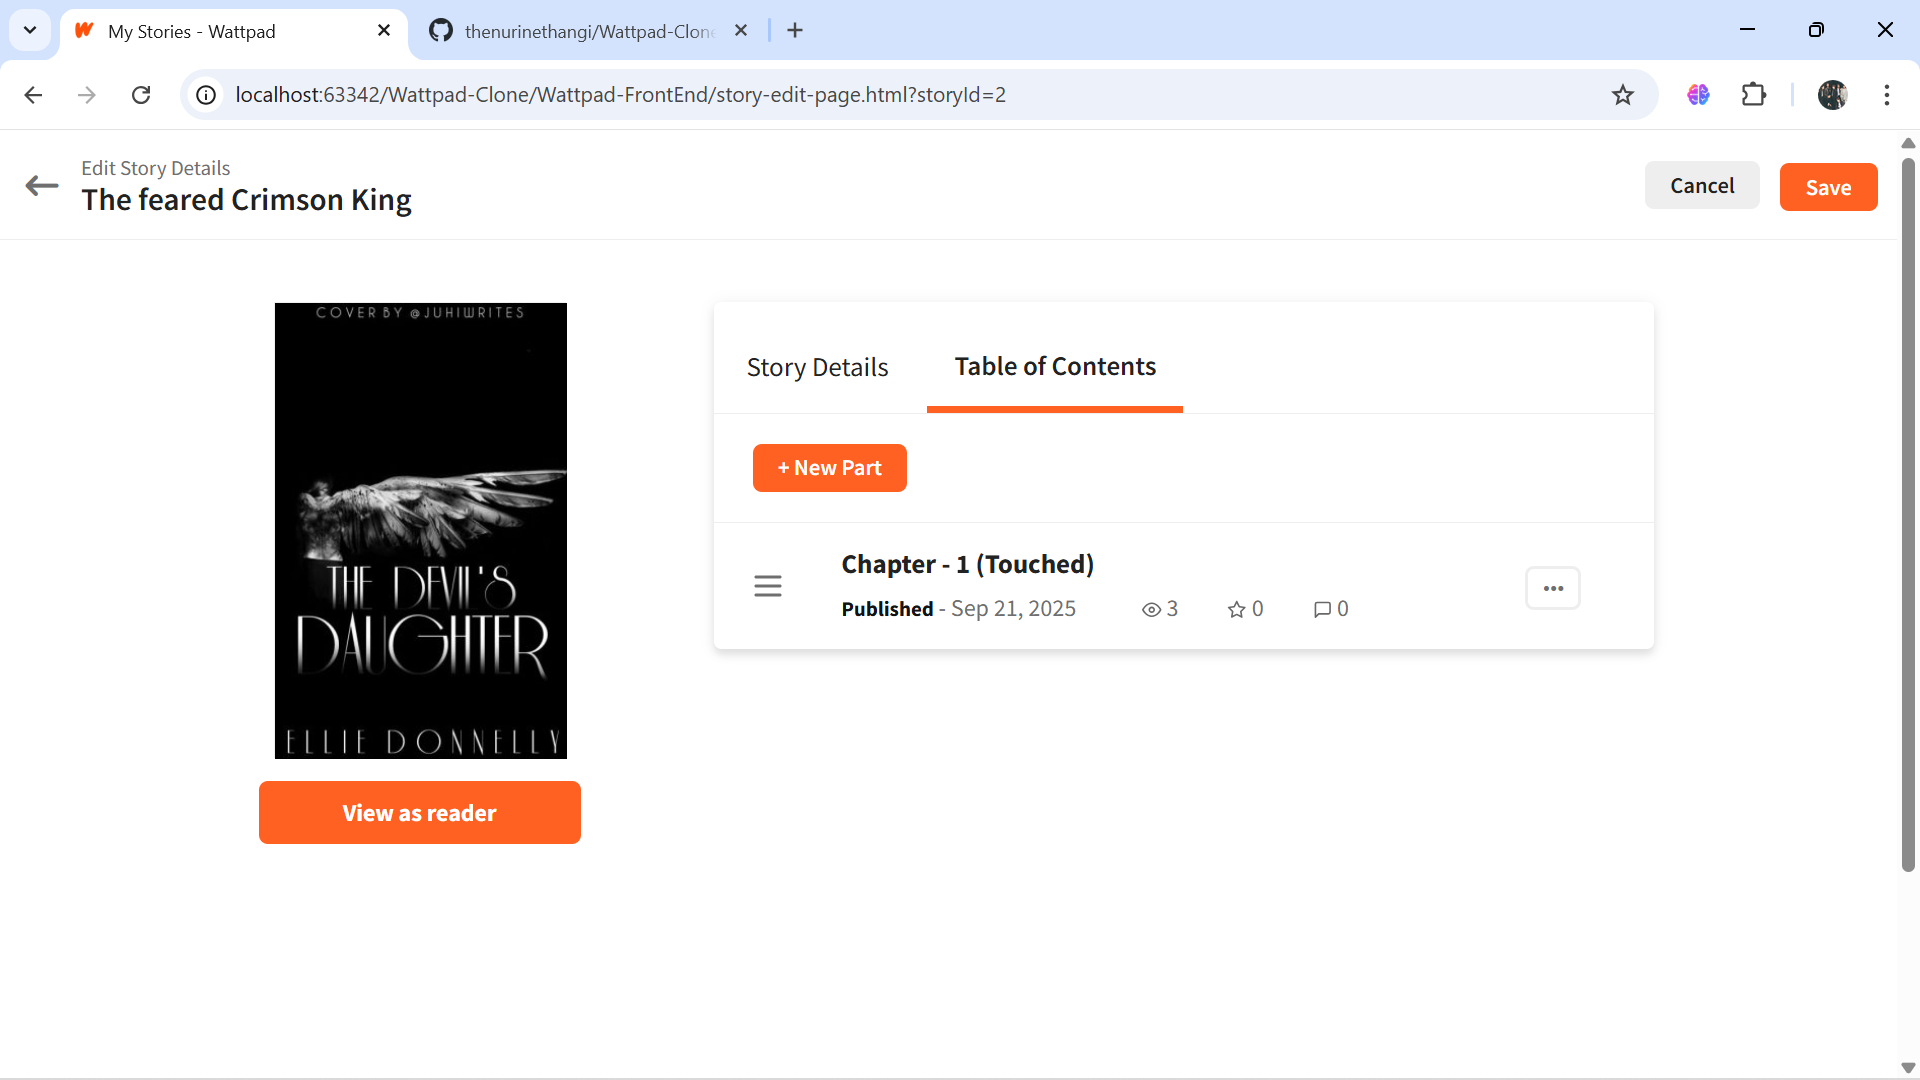 My Stories - Wattpad
thenurinethangi/Wattpad-Clone
localhost:63342/Wattpad-Clone/Wattpad-FrontEnd/story-edit-page.html?storyId=2
Edit Story Details
The feared Crimson King
Cancel
Save
COVER BY @JUHIWRITES
THE DEVIL'S
DAUGHTER
ELLIE DONNELLY
View as reader
Story Details
Table of Contents
+ New Part
Chapter - 1 (Touched)
Published - Sep 21, 2025
3
0
0